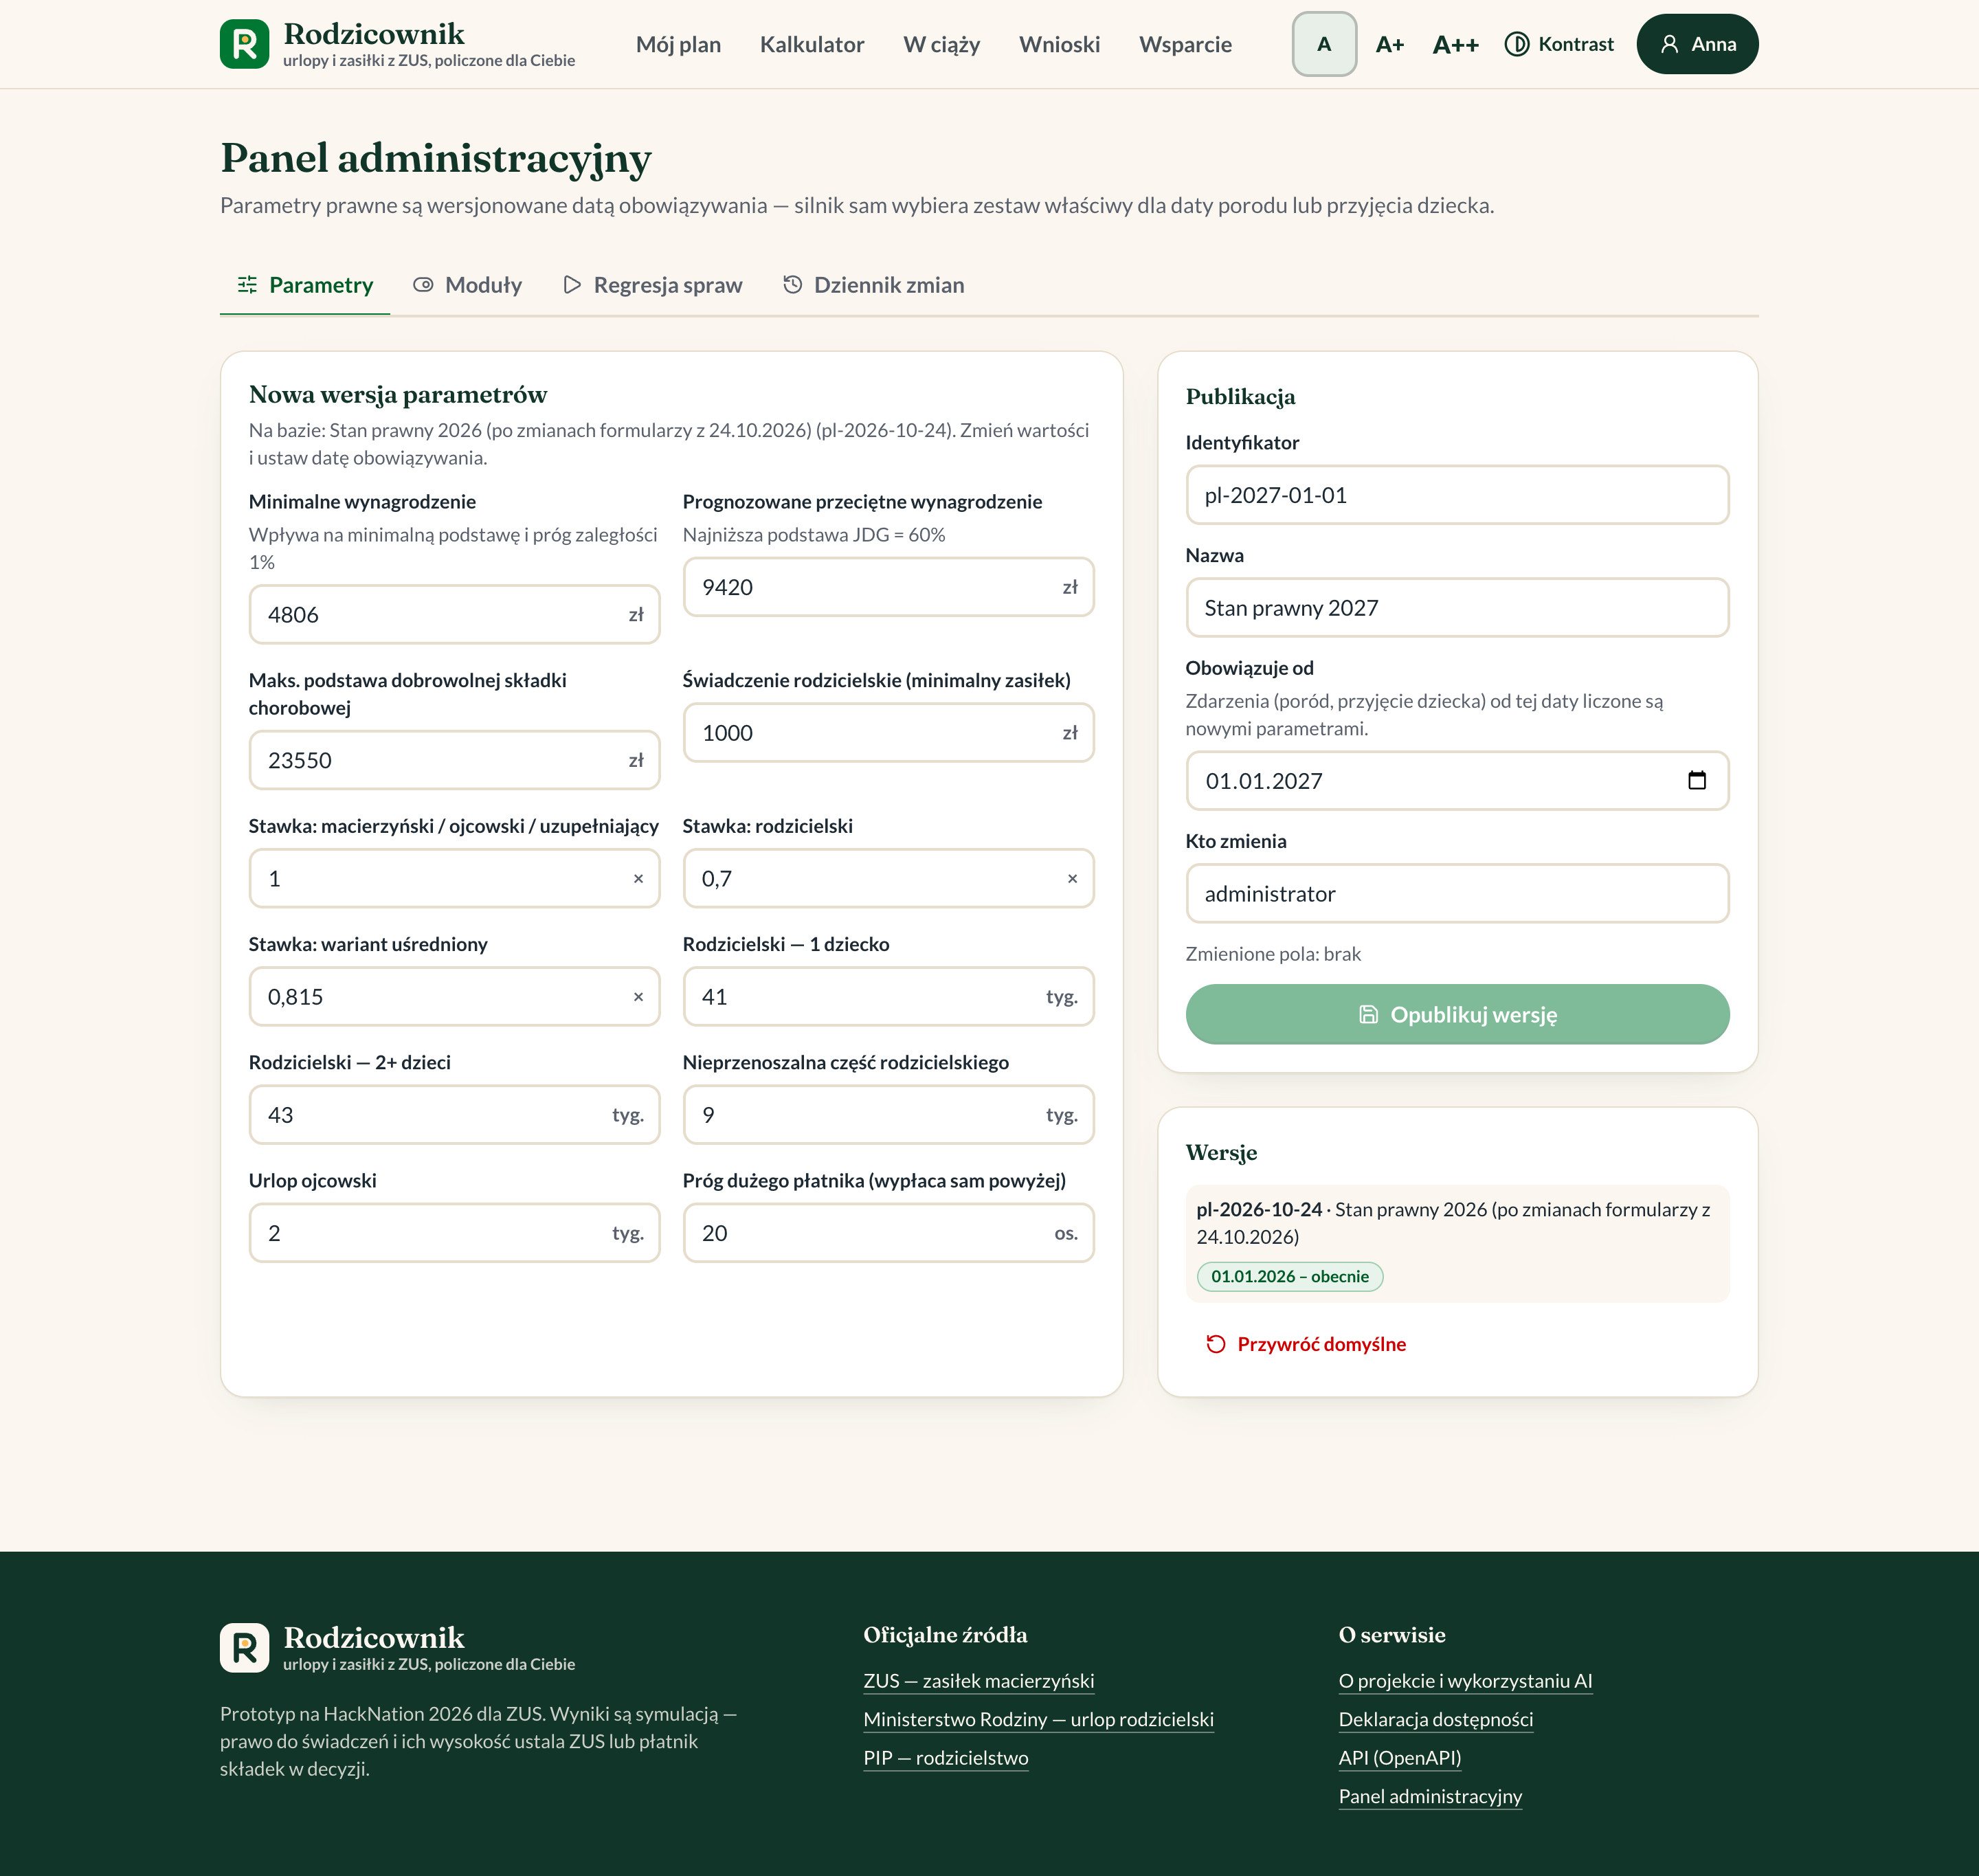 Rodzicownik
urlopy i zasiłki z ZUS, policzone dla Ciebie
Mój plan
Kalkulator
W ciąży
Wnioski
Wsparcie
A
A+
A++
Kontrast
Anna
Panel administracyjny
Parametry prawne są wersjonowane datą obowiązywania — silnik sam wybiera zestaw właściwy dla daty porodu lub przyjęcia dziecka.
Parametry
Moduły
Regresja spraw
Dziennik zmian
Nowa wersja parametrów
Na bazie: Stan prawny 2026 (po zmianach formularzy z 24.10.2026) (pl-2026-10-24). Zmień wartości
i ustaw datę obowiązywania.
Minimalne wynagrodzenie
Wpływa na minimalną podstawę i próg zaległości
1%
4806 zł
Prognozowane przeciętne wynagrodzenie
Najniższa podstawa JDG = 60%
9420 zł
Maks. podstawa dobrowolnej składki
chorobowej
23550 zł
Świadczenie rodzicielskie (minimalny zasiłek)
1000 zł
Stawka: macierzyński / ojcowski / uzupełniający
1 ×
Stawka: rodzicielski
0,7 ×
Stawka: wariant uśredniony
0,815 ×
Rodzicielski — 1 dziecko
41 tyg.
Rodzicielski — 2+ dzieci
43 tyg.
Nieprzenoszalna część rodzicielskiego
9 tyg.
Urlop ojcowski
2 tyg.
Próg dużego płatnika (wypłaca sam powyżej)
20 os.
Publikacja
Identyfikator
pl-2027-01-01
Nazwa
Stan prawny 2027
Obowiązuje od
Zdarzenia (poród, przyjęcie dziecka) od tej daty liczone są
nowymi parametrami.
01.01.2027
Kto zmienia
administrator
Zmienione pola: brak
Opublikuj wersję
Wersje
pl-2026-10-24 · Stan prawny 2026 (po zmianach formularzy z
24.10.2026)
01.01.2026 – obecnie
Przywróć domyślne
Rodzicownik
urlopy i zasiłki z ZUS, policzone dla Ciebie
Prototyp na HackNation 2026 dla ZUS. Wyniki są symulacją —
prawo do świadczeń i ich wysokość ustala ZUS lub płatnik
składek w decyzji.
Oficjalne źródła
ZUS — zasiłek macierzyński
Ministerstwo Rodziny — urlop rodzicielski
PIP — rodzicielstwo
O serwisie
O projekcie i wykorzystaniu AI
Deklaracja dostępności
API (OpenAPI)
Panel administracyjny